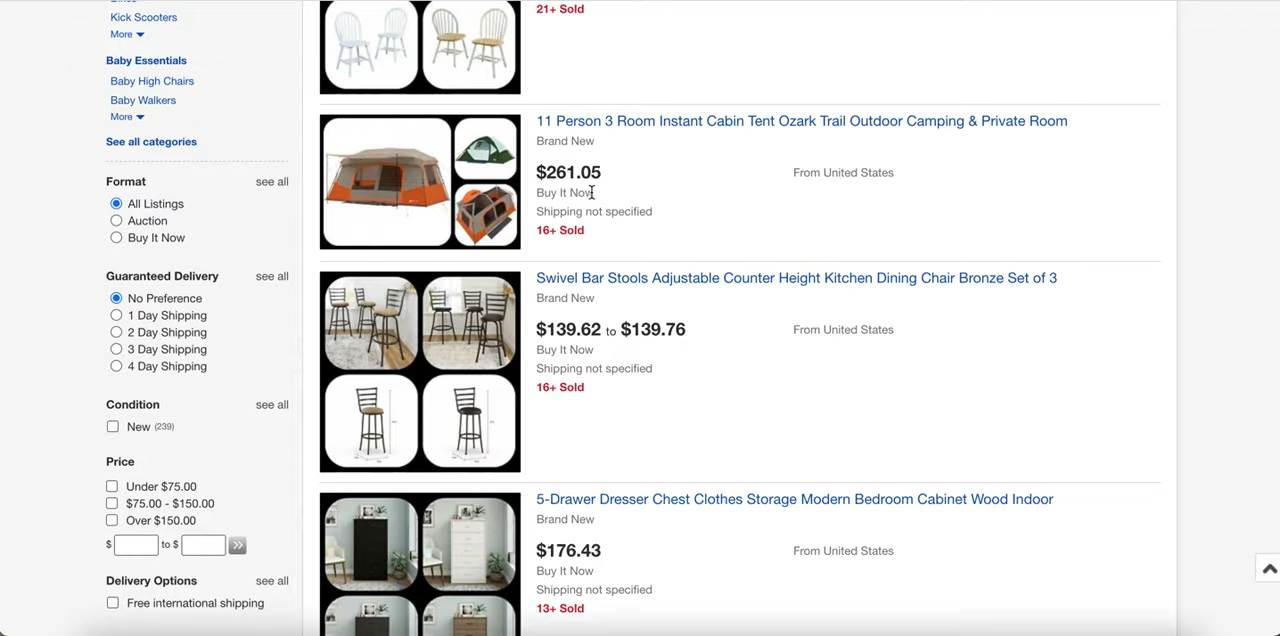 Kick Scooters
More
Baby Essentials
Baby High Chairs
Baby Walkers
More
See all categories
Format see all
All Listings
Auction
Buy It Now
Guaranteed Delivery see all
No Preference
1 Day Shipping
2 Day Shipping
3 Day Shipping
4 Day Shipping
Condition see all
New (239)
Price
Under $75.00
$75.00 - $150.00
Over $150.00
$ to $
Delivery Options see all
Free international shipping
21+ Sold
11 Person 3 Room Instant Cabin Tent Ozark Trail Outdoor Camping & Private Room
Brand New
$261.05 From United States
Buy It Now
Shipping not specified
16+ Sold
Swivel Bar Stools Adjustable Counter Height Kitchen Dining Chair Bronze Set of 3
Brand New
$139.62 to $139.76 From United States
Buy It Now
Shipping not specified
16+ Sold
5-Drawer Dresser Chest Clothes Storage Modern Bedroom Cabinet Wood Indoor
Brand New
$176.43 From United States
Buy It Now
Shipping not specified
13+ Sold